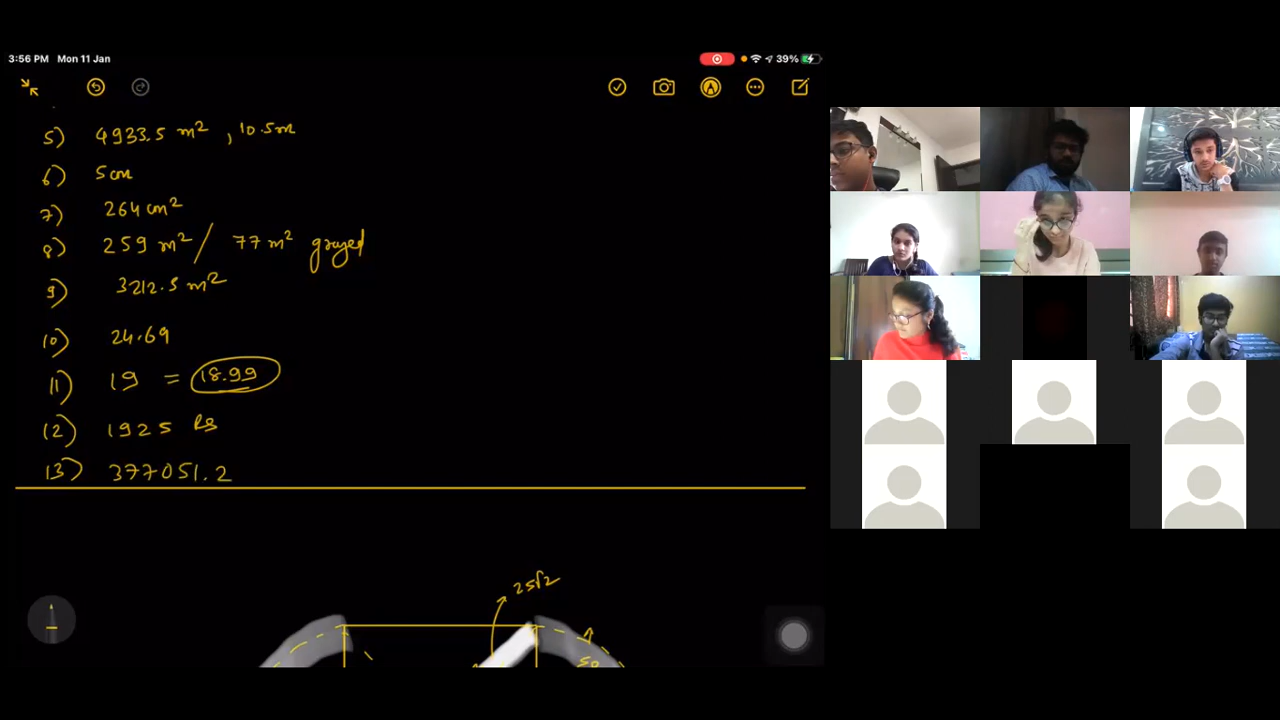 3:56 PM Mon 11 Jan 39%
5) 4933.5 m² , 10.5m
6) 5cm
7) 264 cm²
8) 259 m² / 77 m² grazed
9) 3212.5 m²
10) 24.69
11) 19 = 18.99
12) 1925 Rs
13) 377051.2
25√2